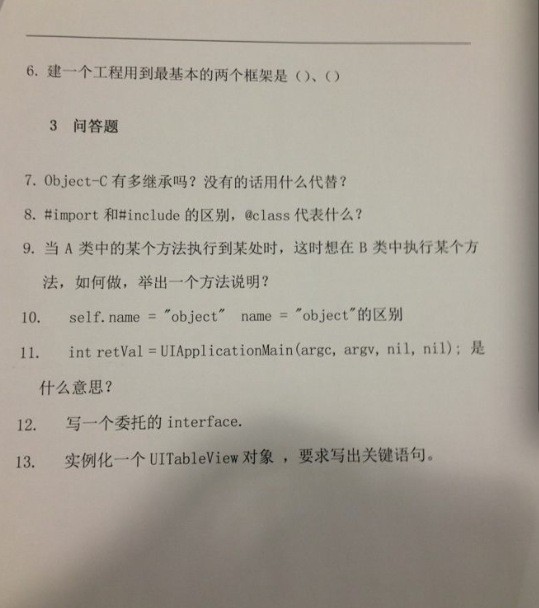 6. 建一个工程用到最基本的两个框架是（）、（）
3 问答题
7. Object-C 有多继承吗？没有的话用什么代替？
8. #import 和#include 的区别，@class 代表什么？
9. 当 A 类中的某个方法执行到某处时，这时想在 B 类中执行某个方
法，如何做，举出一个方法说明？
10. self.name = "object" name = "object"的区别
11. int retVal = UIApplicationMain(argc, argv, nil, nil); 是
什么意思？
12. 写一个委托的 interface.
13. 实例化一个 UITableView 对象 ，要求写出关键语句。